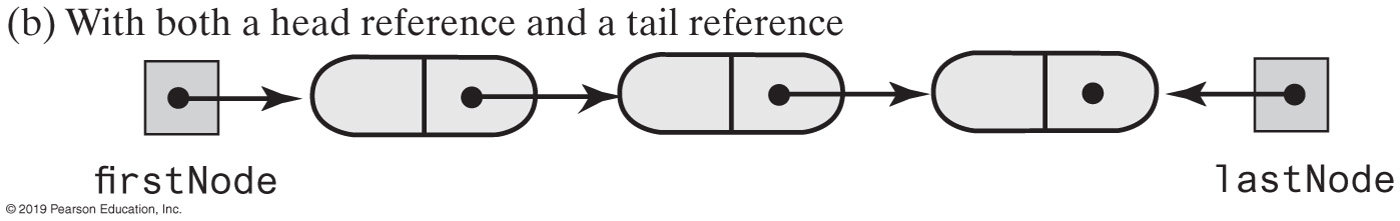 (b) With both a head reference and a tail reference
firstNode
lastNode
© 2019 Pearson Education, Inc.